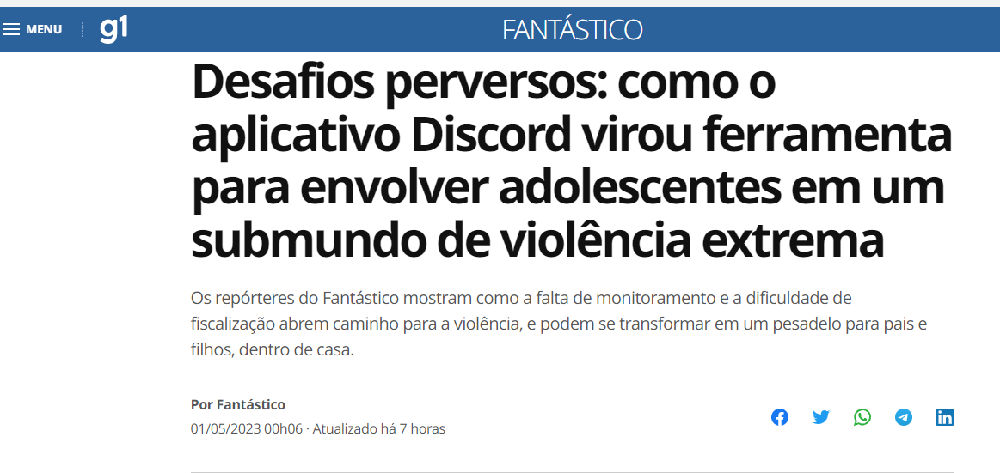 MENU
g1
FANTÁSTICO
Desafios perversos: como o
aplicativo Discord virou ferramenta
para envolver adolescentes em um
submundo de violência extrema
Os repórteres do Fantástico mostram como a falta de monitoramento e a dificuldade de
fiscalização abrem caminho para a violência, e podem se transformar em um pesadelo para pais e
filhos, dentro de casa.
Por Fantástico
01/05/2023 00h06 · Atualizado há 7 horas